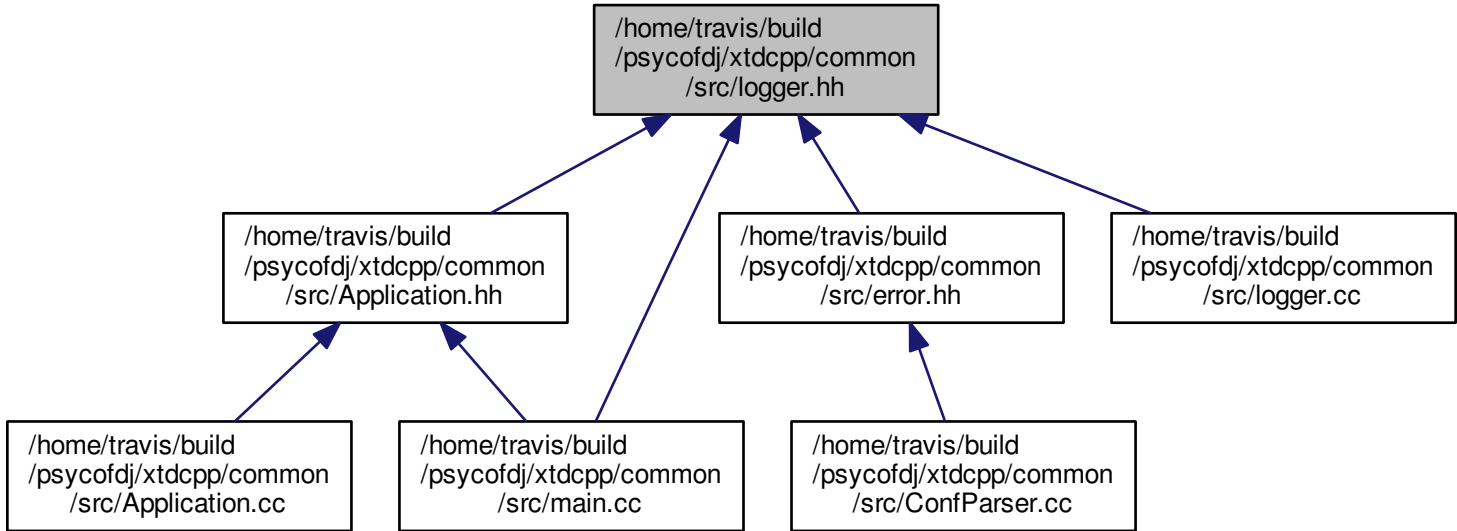 /home/travis/build
/psycofdj/xtdcpp/common
/src/logger.hh
/home/travis/build
/psycofdj/xtdcpp/common
/src/Application.hh
/home/travis/build
/psycofdj/xtdcpp/common
/src/error.hh
/home/travis/build
/psycofdj/xtdcpp/common
/src/logger.cc
/home/travis/build
/psycofdj/xtdcpp/common
/src/Application.cc
/home/travis/build
/psycofdj/xtdcpp/common
/src/main.cc
/home/travis/build
/psycofdj/xtdcpp/common
/src/ConfParser.cc